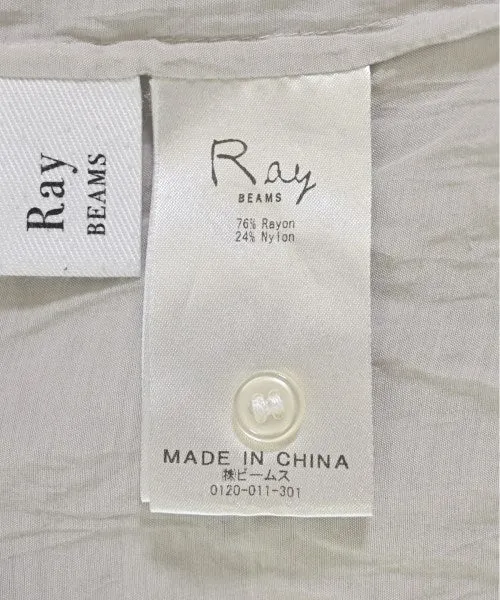 Ray
BEAMS
Ray
BEAMS
76% Rayon
24% Nylon
MADE IN CHINA
㈱ビームス
0120-011-301